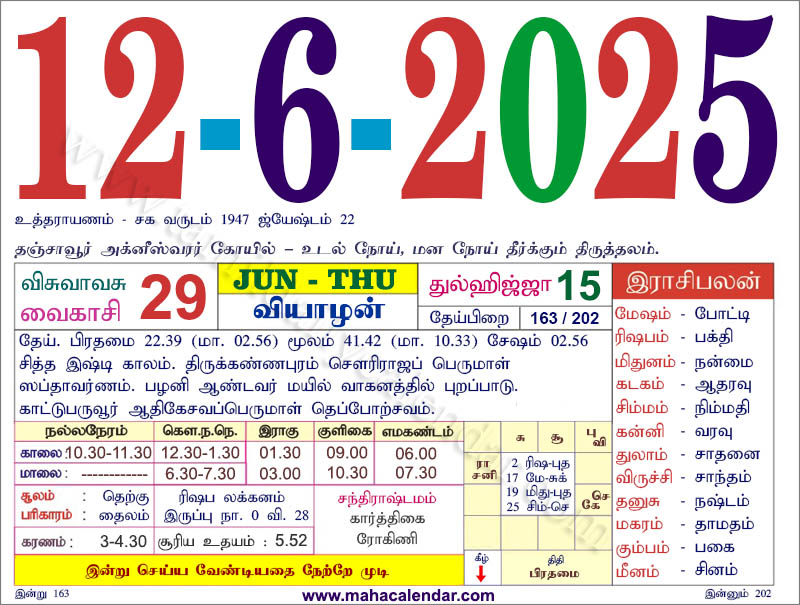 12-6-2025
உத்தராயணம் - சக வருடம் 1947 ஜ்யேஷ்டம் 22
தஞ்சாவூர் அக்னீஸ்வரர் கோயில் – உடல் நோய், மன நோய் தீர்க்கும் திருத்தலம்.
விசுவாவசு
வைகாசி 29
JUN - THU
வியாழன்
துல்ஹிஜ்ஜா 15
தேய்பிறை 163 / 202
தேய். பிரதமை 22.39 (மா. 02.56) மூலம் 41.42 (மா. 10.33) சேஷம் 02.56
சித்த இஷ்டி காலம். திருக்கண்ணபுரம் சௌரிராஜப் பெருமாள்
ஸப்தாவர்ணம். பழனி ஆண்டவர் மயில் வாகனத்தில் புறப்பாடு.
காட்டுபருவூர் ஆதிகேசவப்பெருமாள் தெப்போற்சவம்.
இராசிபலன்
மேஷம் - போட்டி
ரிஷபம் - பக்தி
மிதுனம் - நன்மை
கடகம் - ஆதரவு
சிம்மம் - நிம்மதி
கன்னி - வரவு
துலாம் - சாதனை
விருச்சி - சாந்தம்
தனுசு - நஷ்டம்
மகரம் - தாமதம்
கும்பம் - பகை
மீனம் - சினம்
நல்லநேரம் கௌ.ந.நெ. இராகு குளிகை எமகண்டம்
காலை: 10.30-11.30 12.30-1.30 01.30 09.00 06.00
மாலை: ------------ 6.30-7.30 03.00 10.30 07.30
சூலம் : தெற்கு
பரிகாரம் : தைலம்
ரிஷப லக்கனம்
இருப்பு நா. 0 வி. 28
சந்திராஷ்டமம்
கார்த்திகை
ரோகிணி
கரணம் : 3-4.30 சூரிய உதயம் : 5.52
இன்று செய்ய வேண்டியதை நேற்றே முடி
சு சூ பு வி
ரா சனி
2 ரிஷ-புத
17 மே-சுக்
19 மிது-புத
25 சிம்-செ
செ கே
கீழ்
திதி
பிரதமை
இன்று 163
www.mahacalendar.com
இன்னும் 202